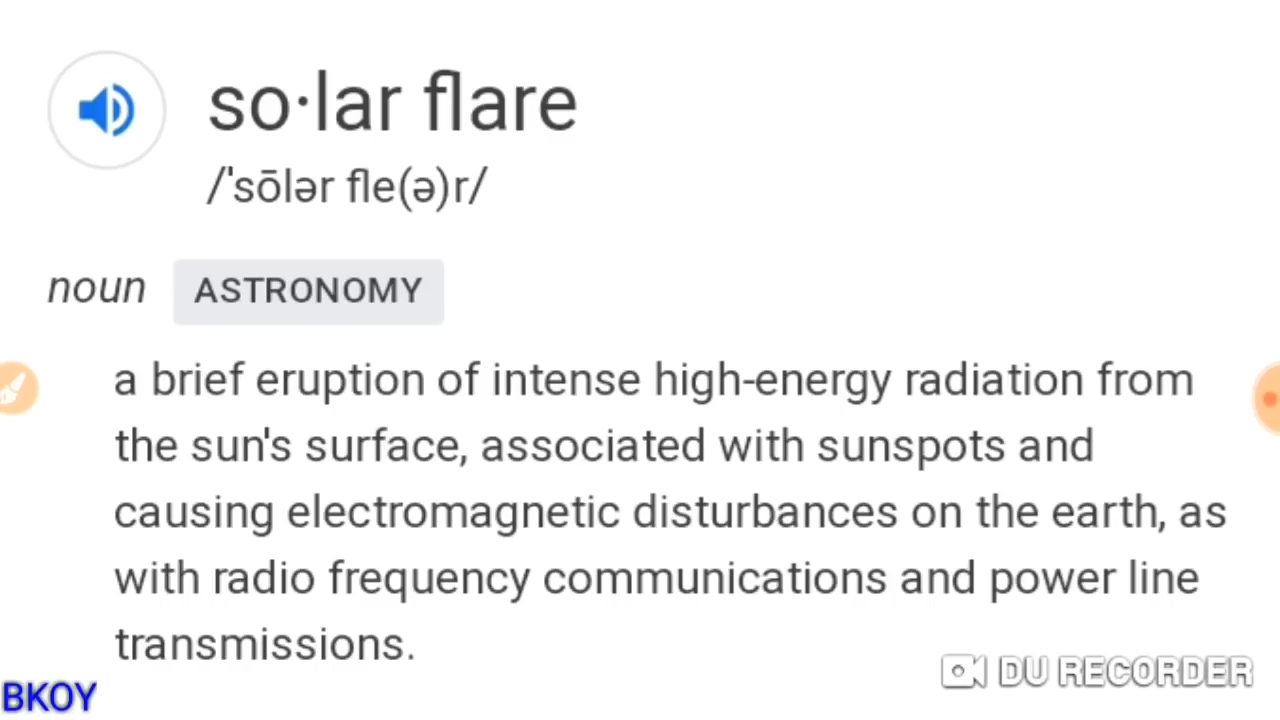 so·lar flare
/ˈsōlər fle(ə)r/
noun ASTRONOMY
a brief eruption of intense high-energy radiation from
the sun's surface, associated with sunspots and
causing electromagnetic disturbances on the earth, as
with radio frequency communications and power line
transmissions.
DU RECORDER
BKOY